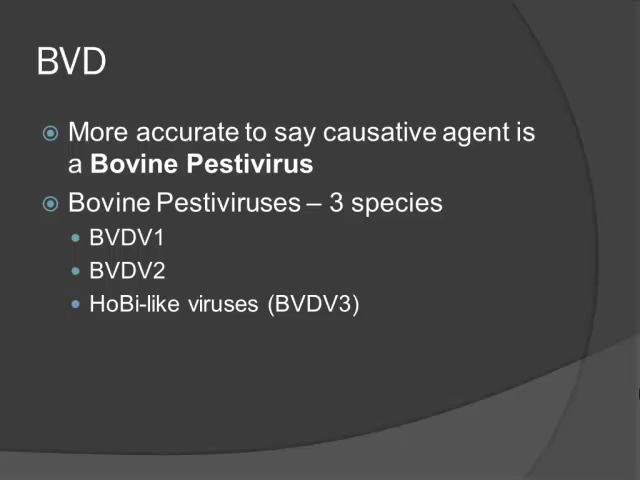 BVD
More accurate to say causative agent is
a Bovine Pestivirus
Bovine Pestiviruses – 3 species
BVDV1
BVDV2
HoBi-like viruses (BVDV3)